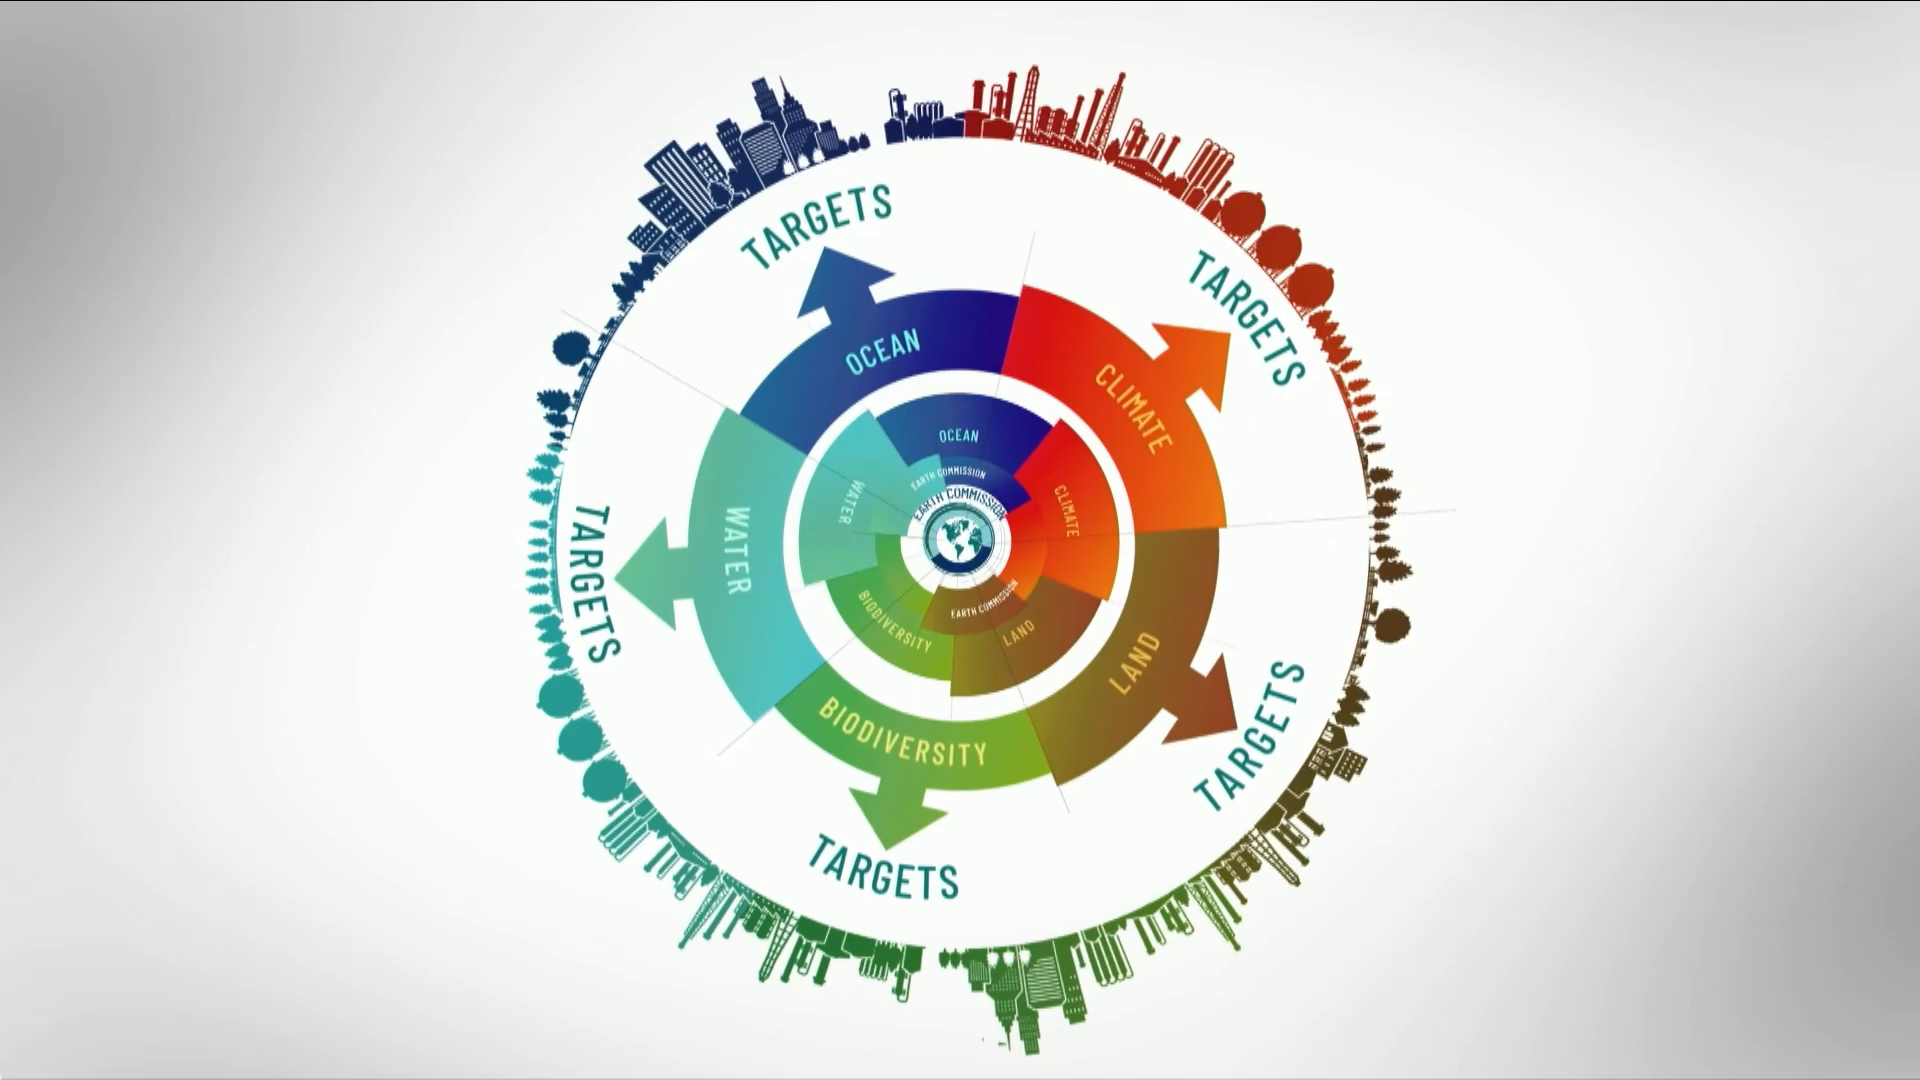 TARGETS
TARGETS
OCEAN
CLIMATE
OCEAN
EARTH COMMISSION
EARTH COMMISSION
WATER
CLIMATE
TARGETS
WATER
BIODIVERSITY
EARTH COMMISSION
LAND
LAND
TARGETS
BIODIVERSITY
TARGETS